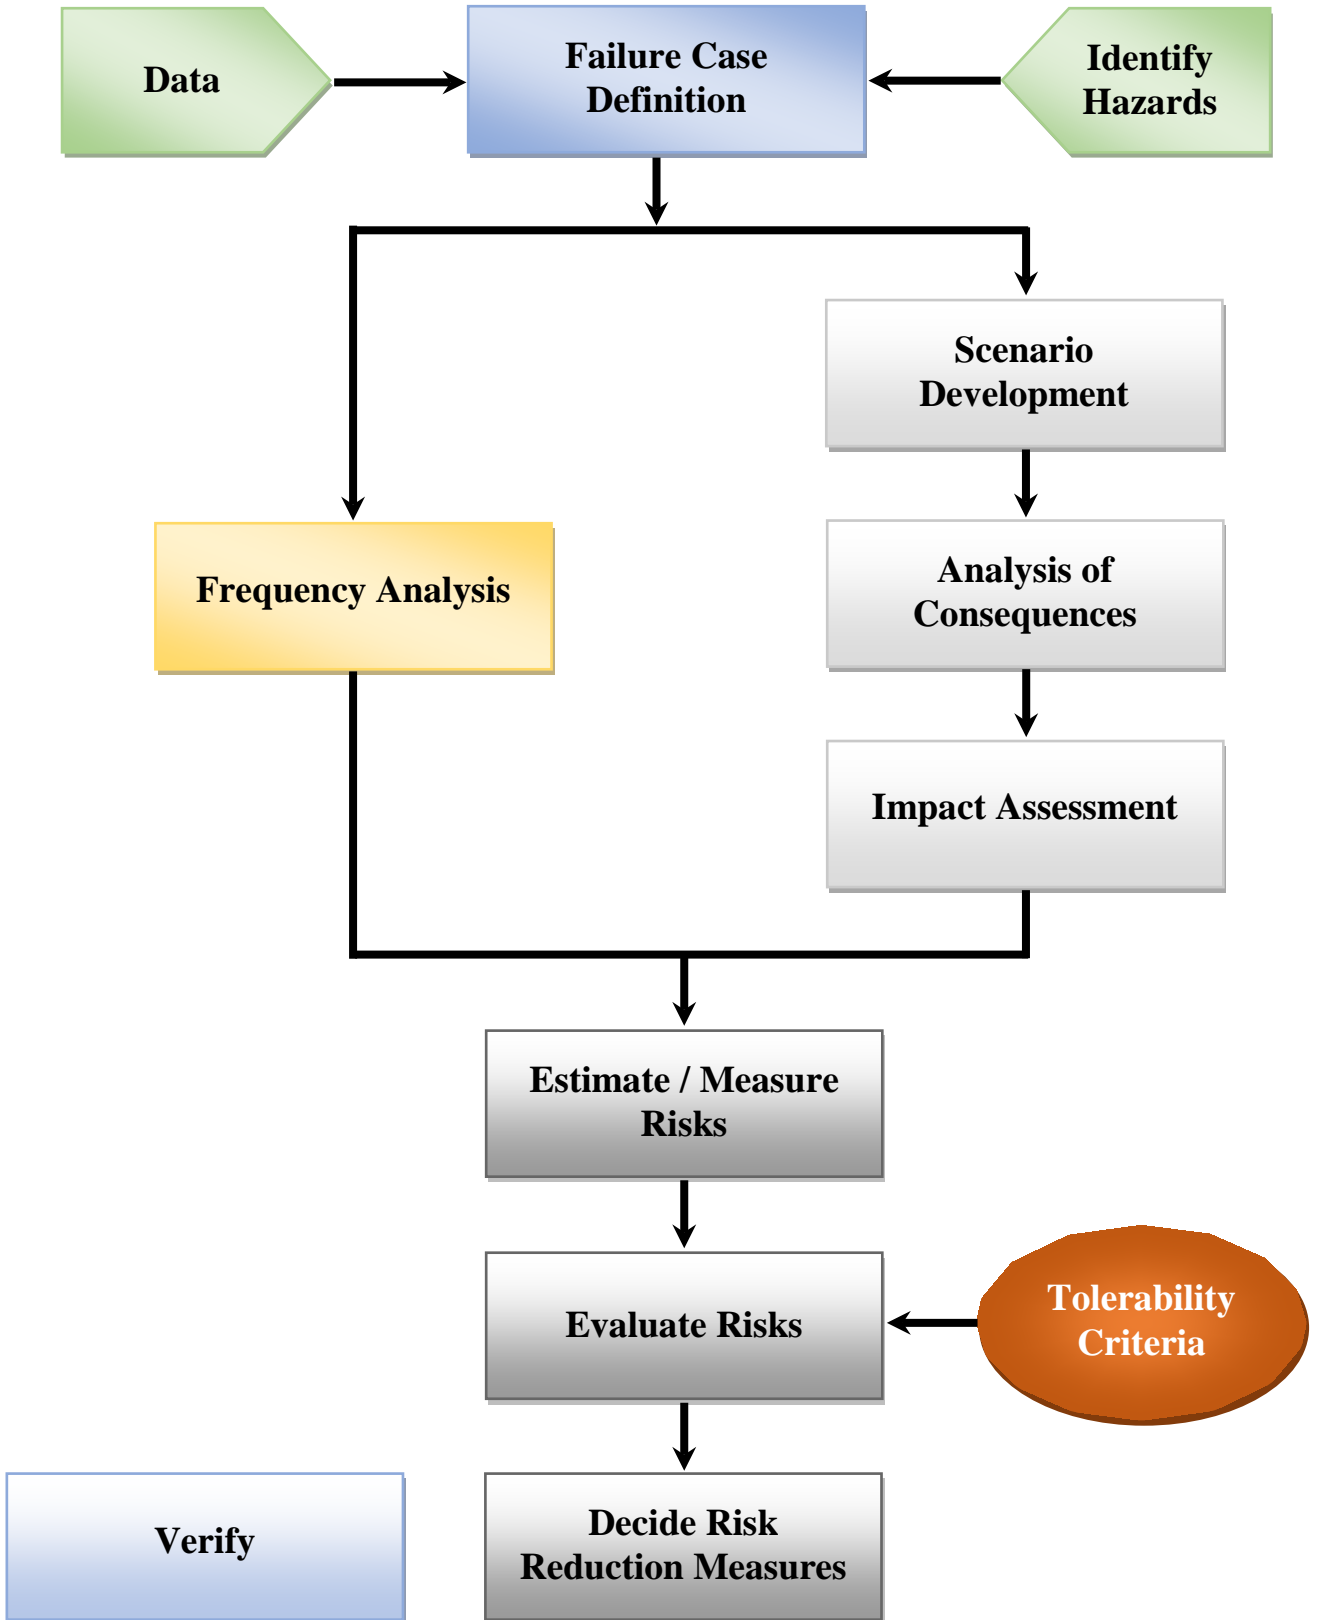 Data
Failure Case
Definition
Identify
Hazards
Scenario
Development
Frequency Analysis
Analysis of
Consequences
Impact Assessment
Estimate / Measure
Risks
Evaluate Risks
Tolerability
Criteria
Verify
Decide Risk
Reduction Measures